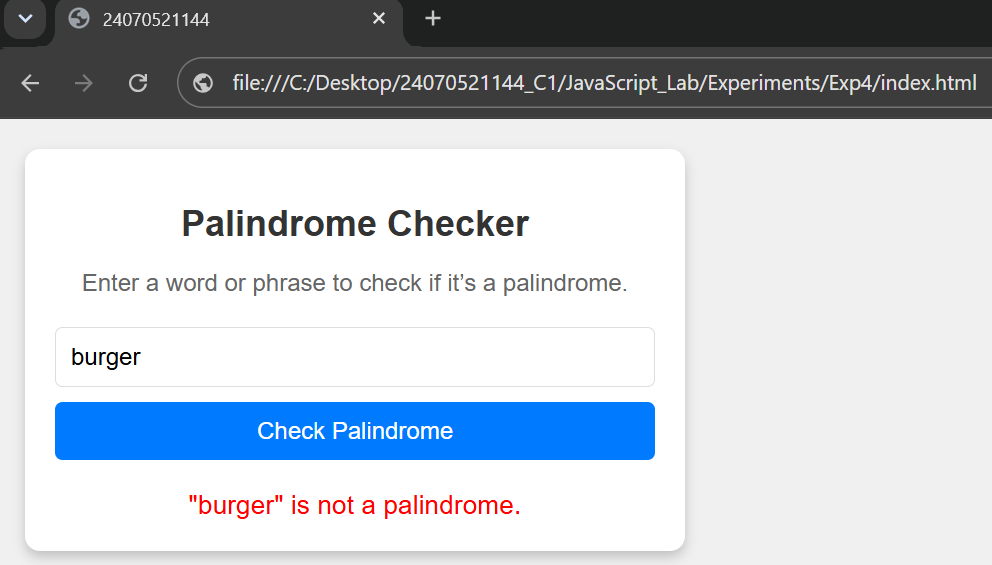 24070521144
file:///C:/Desktop/24070521144_C1/JavaScript_Lab/Experiments/Exp4/index.html
Palindrome Checker
Enter a word or phrase to check if it’s a palindrome.
burger
Check Palindrome
"burger" is not a palindrome.